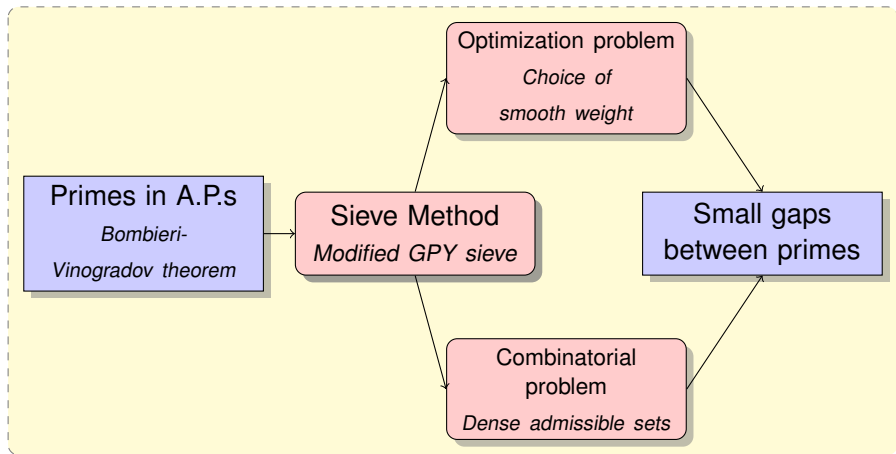 Optimization problem
Choice of
smooth weight
Primes in A.P.s
Bombieri-
Vinogradov theorem
Sieve Method
Modified GPY sieve
Small gaps
between primes
Combinatorial
problem
Dense admissible sets